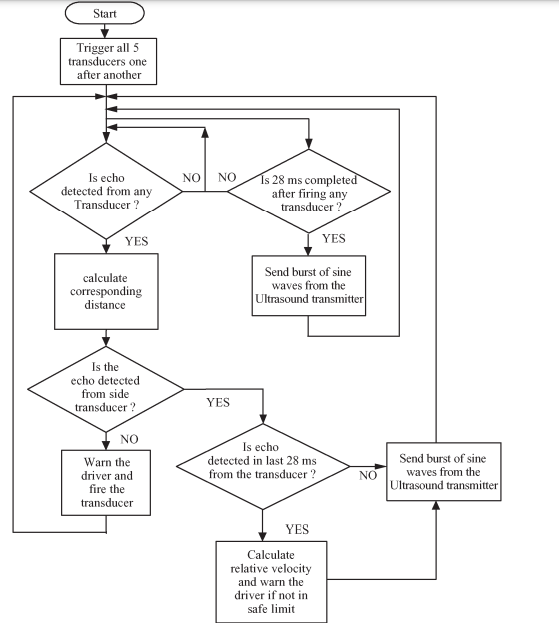 Start
Trigger all 5
transducers one
after another
Is echo
detected from any
Transducer ?
NO
NO
Is 28 ms completed
after firing any
transducer ?
YES
YES
calculate
corresponding
distance
Send burst of sine
waves from the
Ultrasound transmitter
Is the
echo detected
from side
transducer ?
YES
NO
Warn the
driver and
fire the
transducer
Is echo
detected in last 28 ms
from the transducer ?
NO
Send burst of sine
waves from the
Ultrasound transmitter
YES
Calculate
relative velocity
and warn the
driver if not in
safe limit